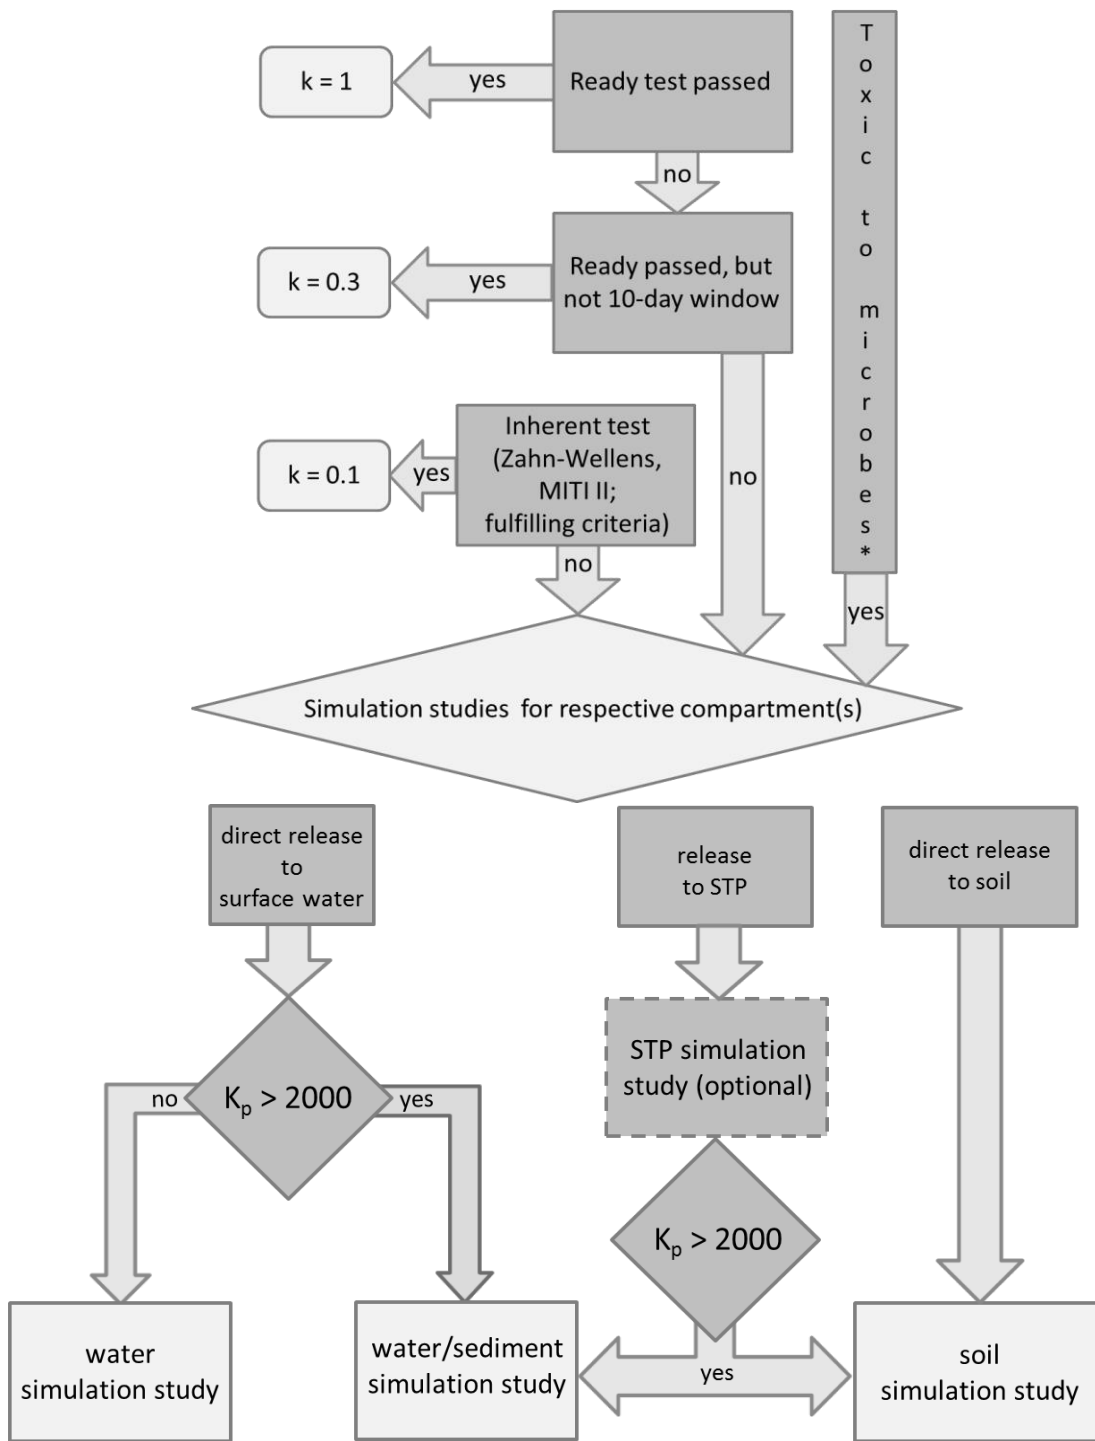 k = 1
yes
Ready test passed
no
k = 0.3
yes
Ready passed, but
not 10-day window
no
k = 0.1
yes
Inherent test
(Zahn-Wellens,
MITI II;
fulfilling criteria)
no
Toxic to microbes*
yes
Simulation studies for respective compartment(s)
direct release
to
surface water
release
to STP
direct release
to soil
no
Kp > 2000
yes
STP simulation
study (optional)
Kp > 2000
yes
water
simulation study
water/sediment
simulation study
soil
simulation study